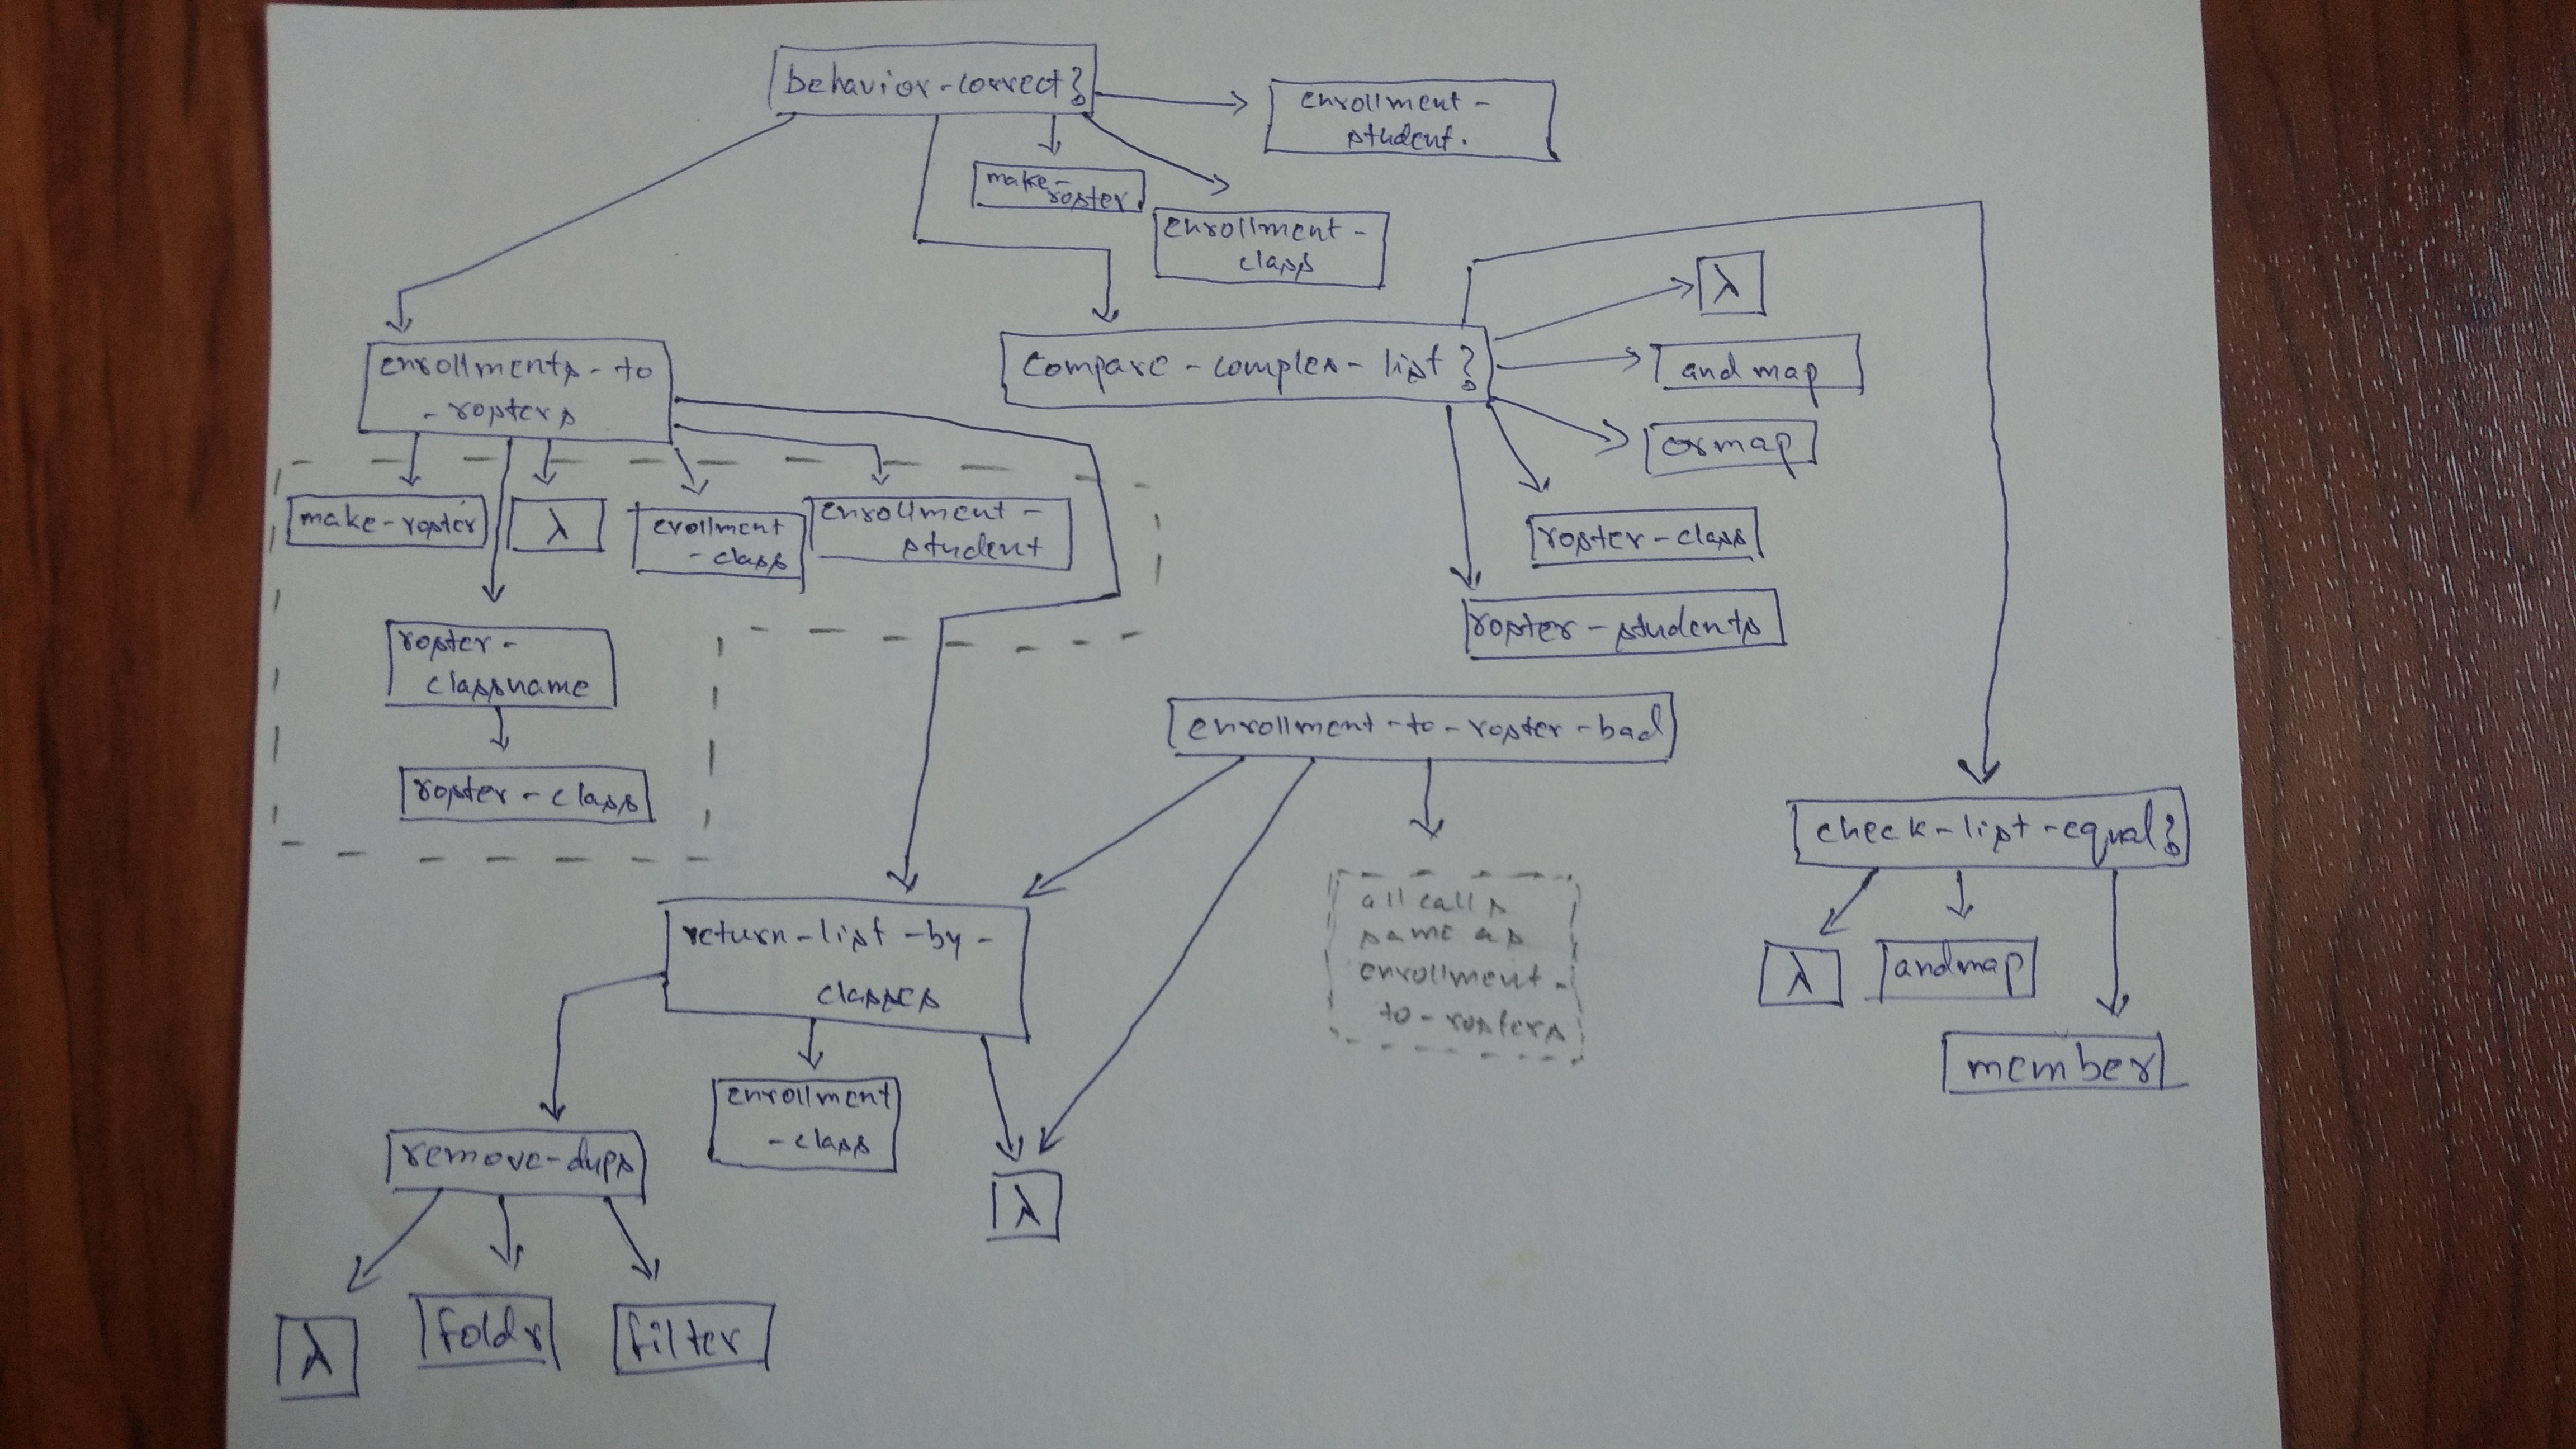 behavior-correct?
enrollment-
student.
make-
roster
enrollment-
class
λ
enrollments-to
-rosters
compare-complex-list?
andmap
ormap
make-roster
λ
erollment
-class
enrollment-
student
roster-class
roster-students
roster-
classname
enrollment-to-roster-bad
roster-class
check-list-equal?
all calls
same as
enrollment-
to-rosters
return-list-by-
classes
λ
andmap
member
enrollment
-class
remove-dups
λ
λ
foldr
filter